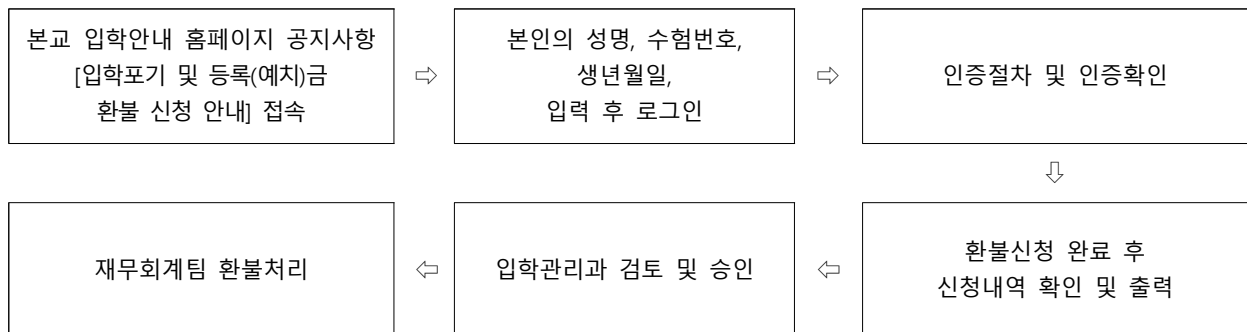 본교 입학안내 홈페이지 공지사항
[입학포기 및 등록(예치)금
환불 신청 안내] 접속
⇨
본인의 성명, 수험번호,
생년월일,
입력 후 로그인
⇨
인증절차 및 인증확인
⇩
환불신청 완료 후
신청내역 확인 및 출력
⇦
입학관리과 검토 및 승인
⇦
재무회계팀 환불처리